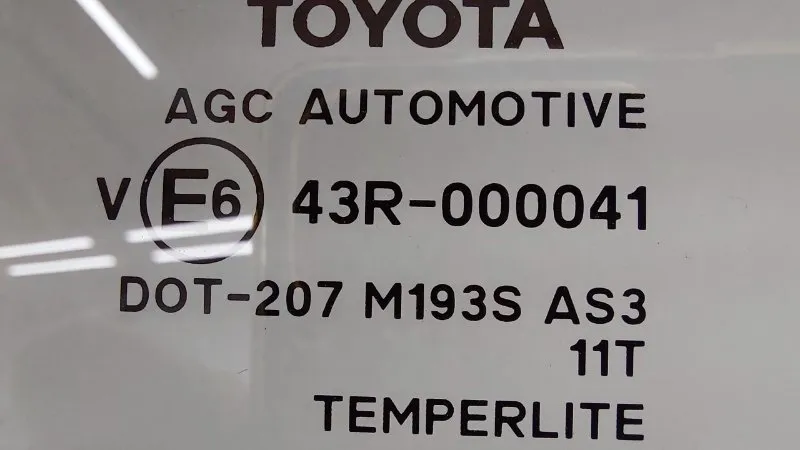 TOYOTA
AGC AUTOMOTIVE
V E6 43R-000041
DOT-207 M193S AS3
11T
TEMPERLITE